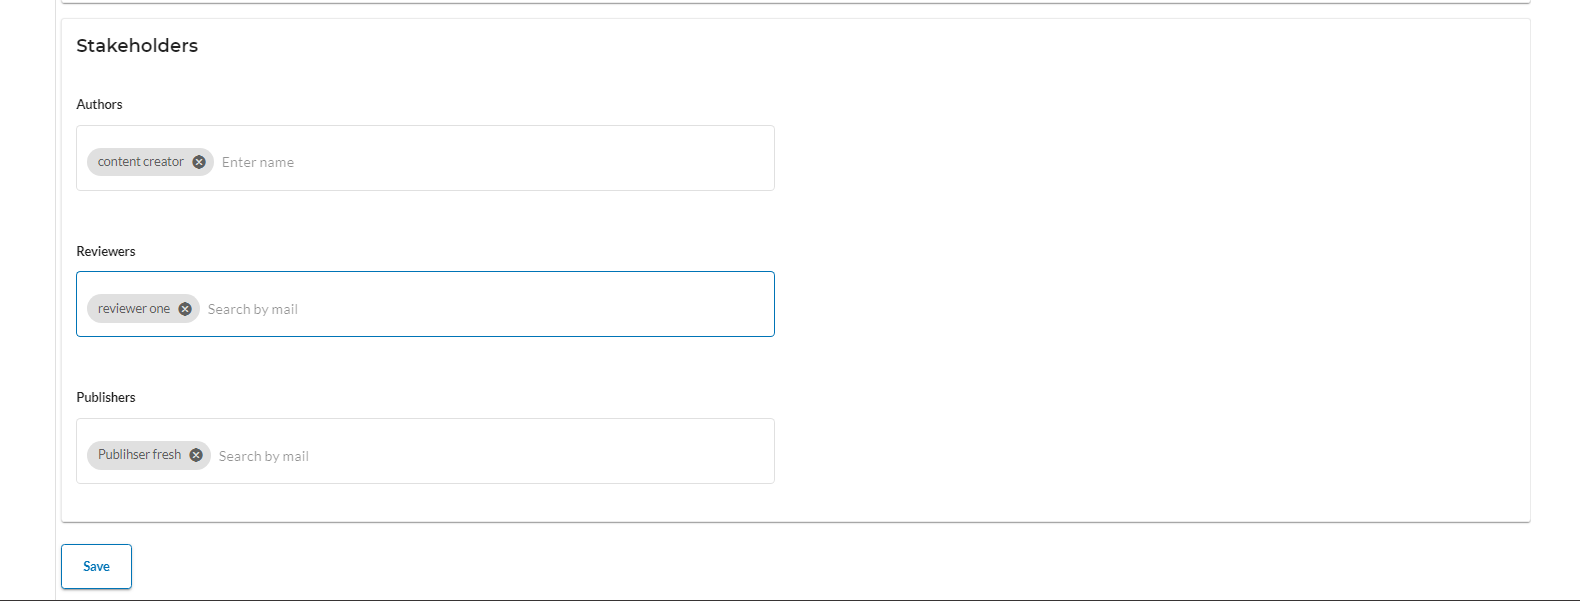 Stakeholders
Authors
content creator Enter name
Reviewers
reviewer one Search by mail
Publishers
Publihser fresh Search by mail
Save